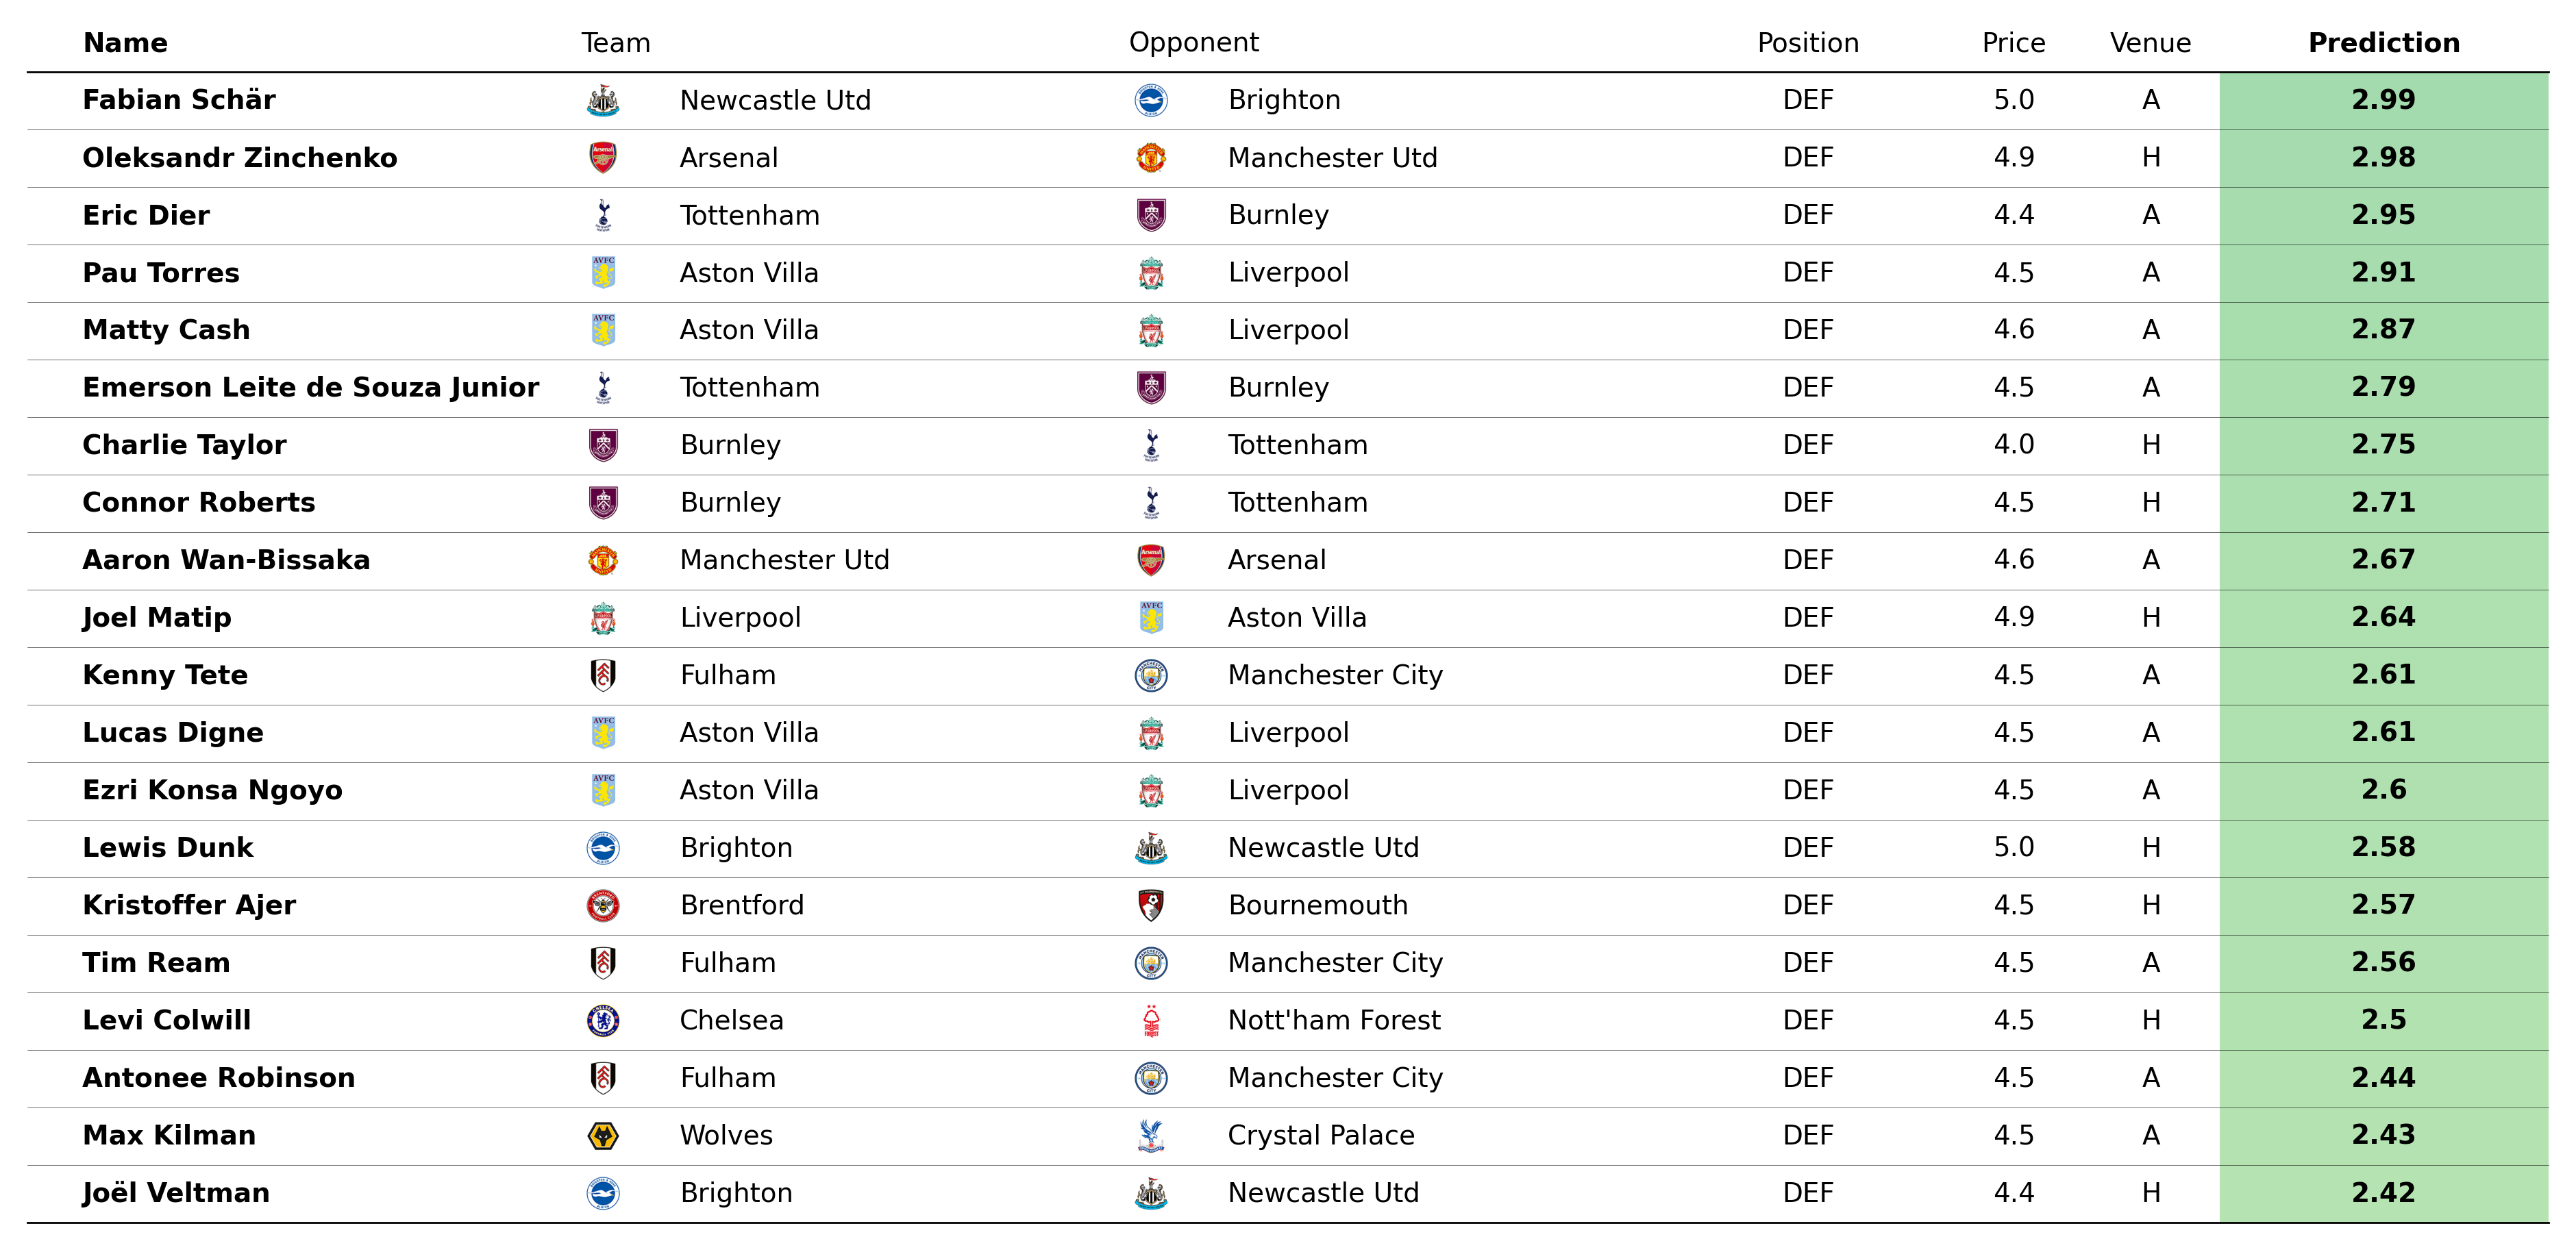 Name Team Opponent Position Price Venue Prediction
Fabian Schär Newcastle Utd Brighton DEF 5.0 A 2.99
Oleksandr Zinchenko Arsenal Manchester Utd DEF 4.9 H 2.98
Eric Dier Tottenham Burnley DEF 4.4 A 2.95
Pau Torres Aston Villa Liverpool DEF 4.5 A 2.91
Matty Cash Aston Villa Liverpool DEF 4.6 A 2.87
Emerson Leite de Souza Junior Tottenham Burnley DEF 4.5 A 2.79
Charlie Taylor Burnley Tottenham DEF 4.0 H 2.75
Connor Roberts Burnley Tottenham DEF 4.5 H 2.71
Aaron Wan-Bissaka Manchester Utd Arsenal DEF 4.6 A 2.67
Joel Matip Liverpool Aston Villa DEF 4.9 H 2.64
Kenny Tete Fulham Manchester City DEF 4.5 A 2.61
Lucas Digne Aston Villa Liverpool DEF 4.5 A 2.61
Ezri Konsa Ngoyo Aston Villa Liverpool DEF 4.5 A 2.6
Lewis Dunk Brighton Newcastle Utd DEF 5.0 H 2.58
Kristoffer Ajer Brentford Bournemouth DEF 4.5 H 2.57
Tim Ream Fulham Manchester City DEF 4.5 A 2.56
Levi Colwill Chelsea Nott'ham Forest DEF 4.5 H 2.5
Antonee Robinson Fulham Manchester City DEF 4.5 A 2.44
Max Kilman Wolves Crystal Palace DEF 4.5 A 2.43
Joël Veltman Brighton Newcastle Utd DEF 4.4 H 2.42